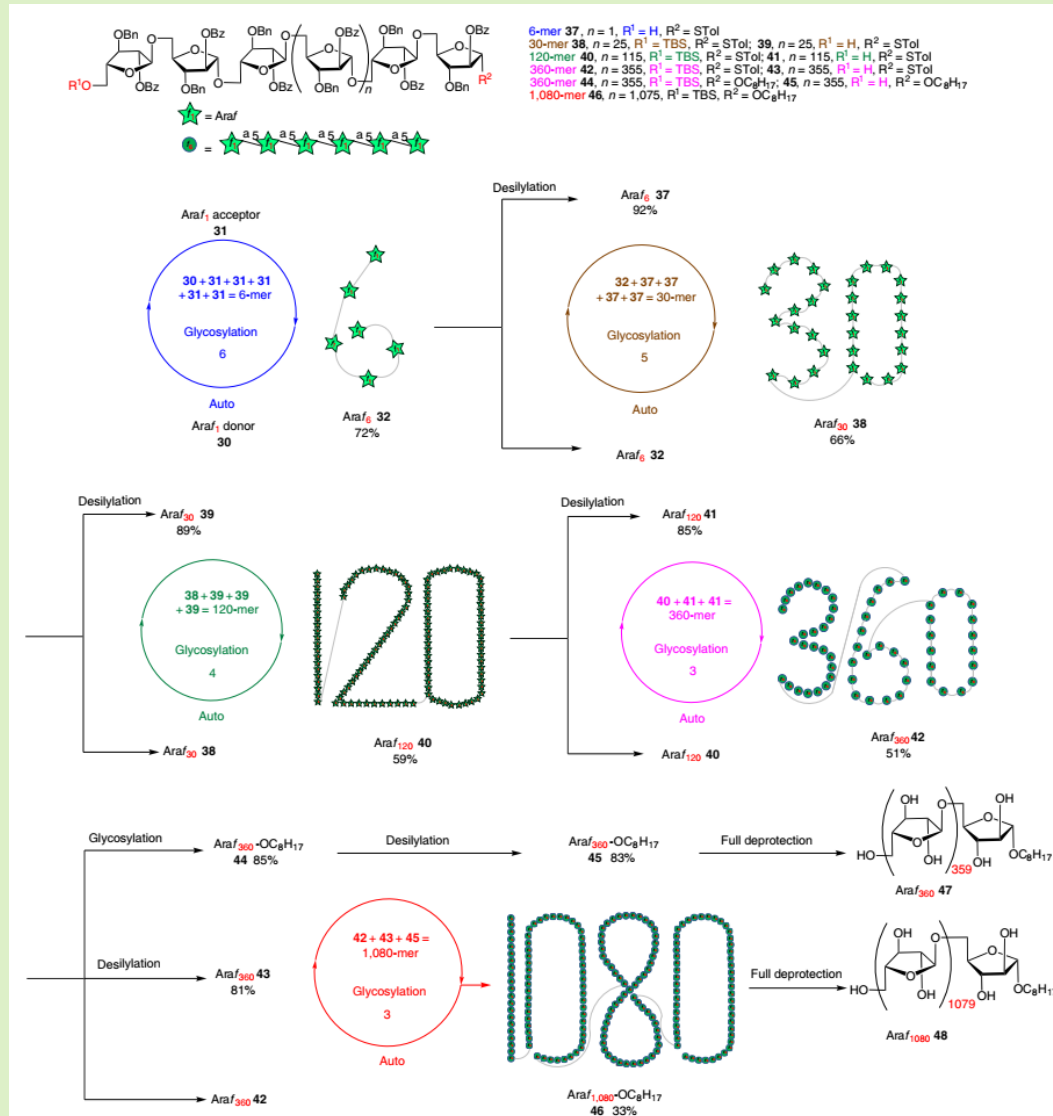 OBn
O
OBz
OBn
OBz
OBn
OBz
R¹O
OBz
OBn
OBz
OBn
n
OBz
OBn
R²
6-mer 37, n = 1, R¹ = H, R² = STol
30-mer 38, n = 25, R¹ = TBS, R² = STol; 39, n = 25, R¹ = H, R² = STol
120-mer 40, n = 115, R¹ = TBS, R² = STol; 41, n = 115, R¹ = H, R² = STol
360-mer 42, n = 355, R¹ = TBS, R² = STol; 43, n = 355, R¹ = H, R² = STol
360-mer 44, n = 355, R¹ = TBS, R² = OC₈H₁₇; 45, n = 355, R¹ = H, R² = OC₈H₁₇
1,080-mer 46, n = 1,075, R¹ = TBS, R² = OC₈H₁₇
= Araf
= a 5 a 5 a 5 a 5 a 5
Araf₁ acceptor
31
30 + 31 + 31 + 31
+ 31 + 31 = 6-mer
Glycosylation
6
Auto
Araf₁ donor
30
Araf₆ 32
72%
Desilylation
Araf₆ 37
92%
32 + 37 + 37
+ 37 + 37 = 30-mer
Glycosylation
5
Auto
Araf₆ 32
Araf₃₀ 38
66%
Desilylation
Araf₃₀ 39
89%
38 + 39 + 39
+ 39 = 120-mer
Glycosylation
4
Auto
Araf₃₀ 38
Araf₁₂₀ 40
59%
Desilylation
Araf₁₂₀ 41
85%
40 + 41 + 41 =
360-mer
Glycosylation
3
Auto
Araf₁₂₀ 40
Araf₃₆₀ 42
51%
Glycosylation
Araf₃₆₀-OC₈H₁₇
44 85%
Desilylation
Araf₃₆₀-OC₈H₁₇
45 83%
Full deprotection
OH
O
OH
HO
OH
359
OH
OC₈H₁₇
Araf₃₆₀ 47
Desilylation
Araf₃₆₀ 43
81%
42 + 43 + 45 =
1,080-mer
Glycosylation
3
Auto
Araf₃₆₀ 42
Araf₁,₀₈₀-OC₈H₁₇
46 33%
Full deprotection
OH
O
OH
HO
OH
1079
OH
OC₈H₁₇
Araf₁₀₈₀ 48